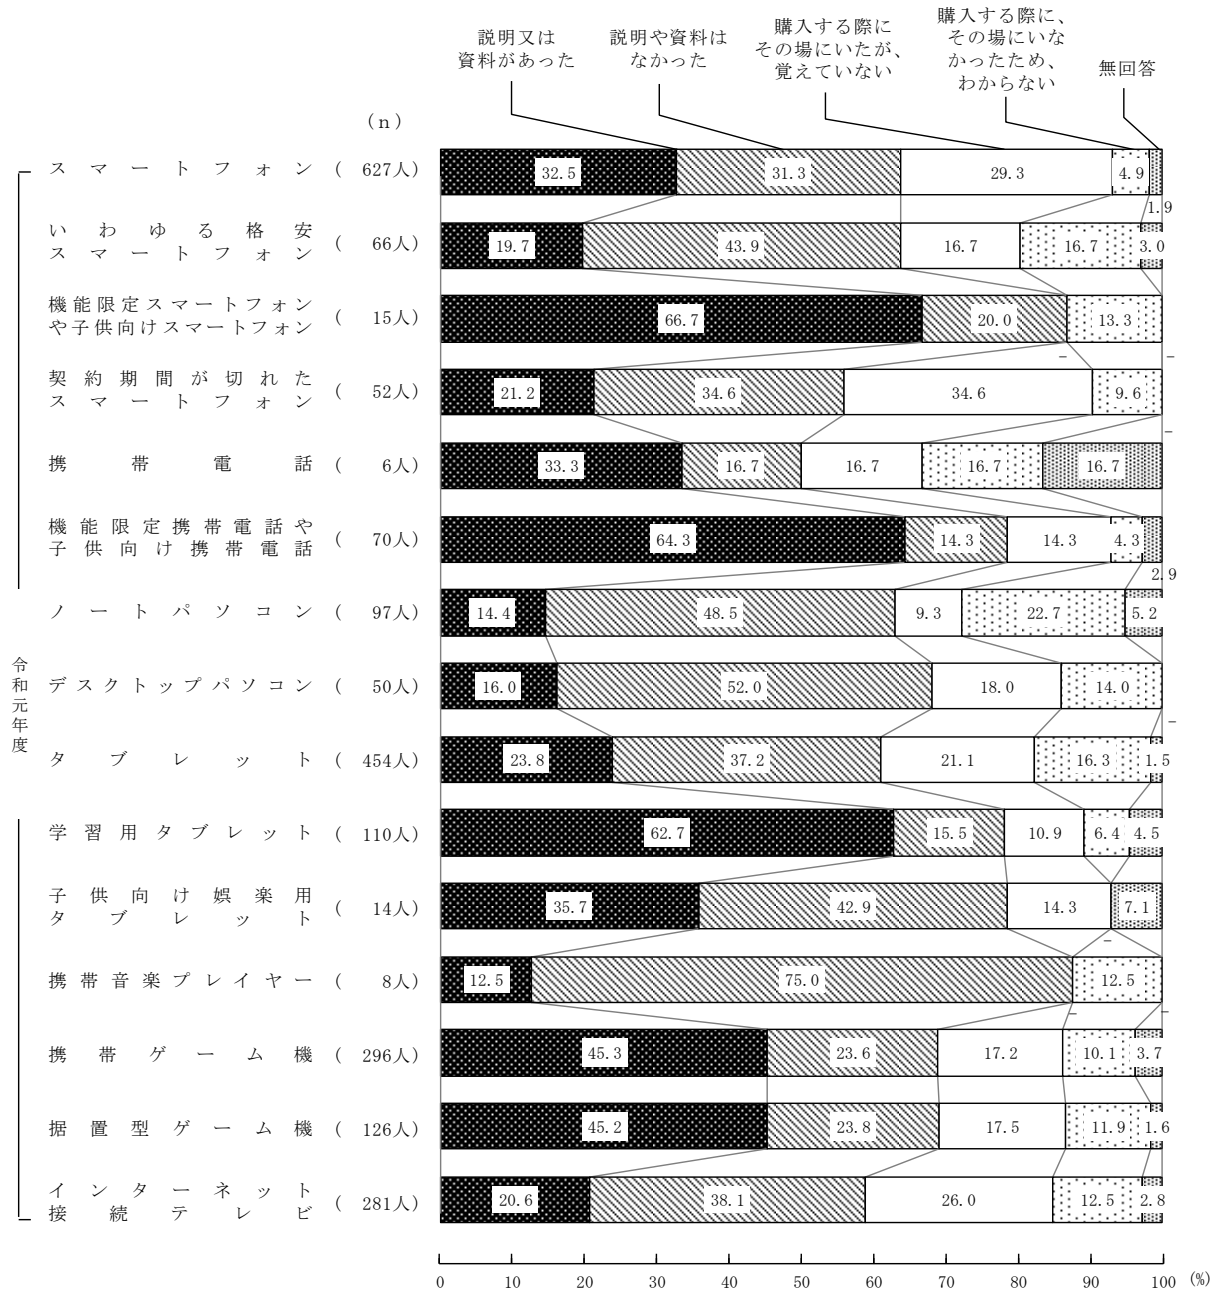 説明又は
資料があった
説明や資料は
なかった
購入する際に
その場にいたが、
覚えていない
購入する際に、
その場にいな
かったため、
わからない
無回答
(n)
スマートフォン ( 627人) 32.5 31.3 29.3 4.9 1.9
いわゆる格安
スマートフォン ( 66人) 19.7 43.9 16.7 16.7 3.0
機能限定スマートフォン
や子供向けスマートフォン ( 15人) 66.7 20.0 13.3
– –
契約期間が切れた
スマートフォン ( 52人) 21.2 34.6 34.6 9.6
–
携帯電話 ( 6人) 33.3 16.7 16.7 16.7 16.7
機能限定携帯電話や
子供向け携帯電話 ( 70人) 64.3 14.3 14.3 4.3 2.9
ノートパソコン ( 97人) 14.4 48.5 9.3 22.7 5.2
令和元年度
デスクトップパソコン ( 50人) 16.0 52.0 18.0 14.0
–
タブレット ( 454人) 23.8 37.2 21.1 16.3 1.5
学習用タブレット ( 110人) 62.7 15.5 10.9 6.4 4.5
子供向け娯楽用
タブレット ( 14人) 35.7 42.9 14.3 7.1
–
携帯音楽プレイヤー ( 8人) 12.5 75.0 12.5
– –
携帯ゲーム機 ( 296人) 45.3 23.6 17.2 10.1 3.7
据置型ゲーム機 ( 126人) 45.2 23.8 17.5 11.9 1.6
インターネット
接続テレビ ( 281人) 20.6 38.1 26.0 12.5 2.8
0 10 20 30 40 50 60 70 80 90 100 (%)